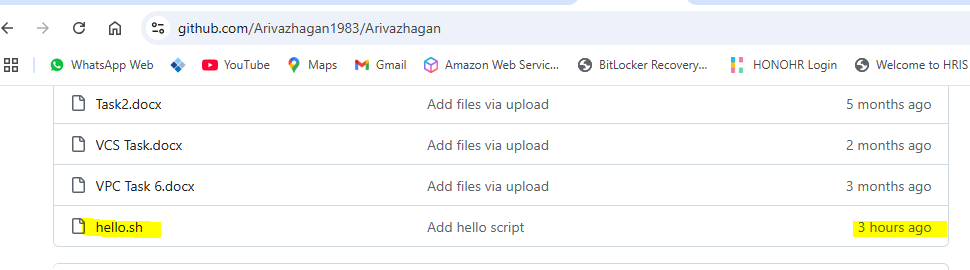 github.com/Arivazhagan1983/Arivazhagan
WhatsApp Web YouTube Maps Gmail Amazon Web Servic... BitLocker Recovery... HONOHR Login Welcome to HRIS
Task2.docx Add files via upload 5 months ago
VCS Task.docx Add files via upload 2 months ago
VPC Task 6.docx Add files via upload 3 months ago
hello.sh Add hello script 3 hours ago